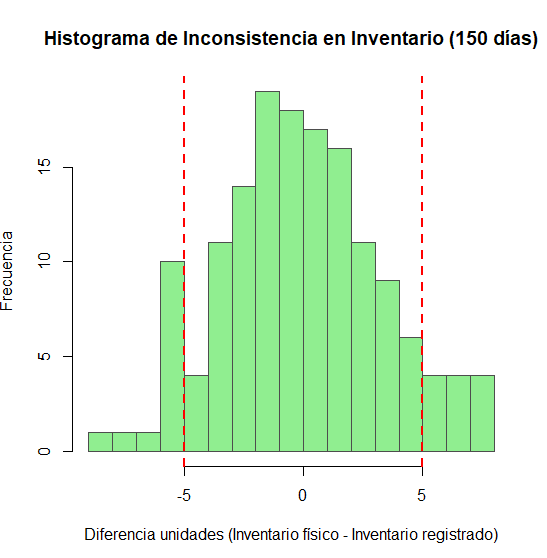 Histograma de Inconsistencia en Inventario (150 días)
Frecuencia
15
10
5
0
-5
0
5
Diferencia unidades (Inventario físico - Inventario registrado)